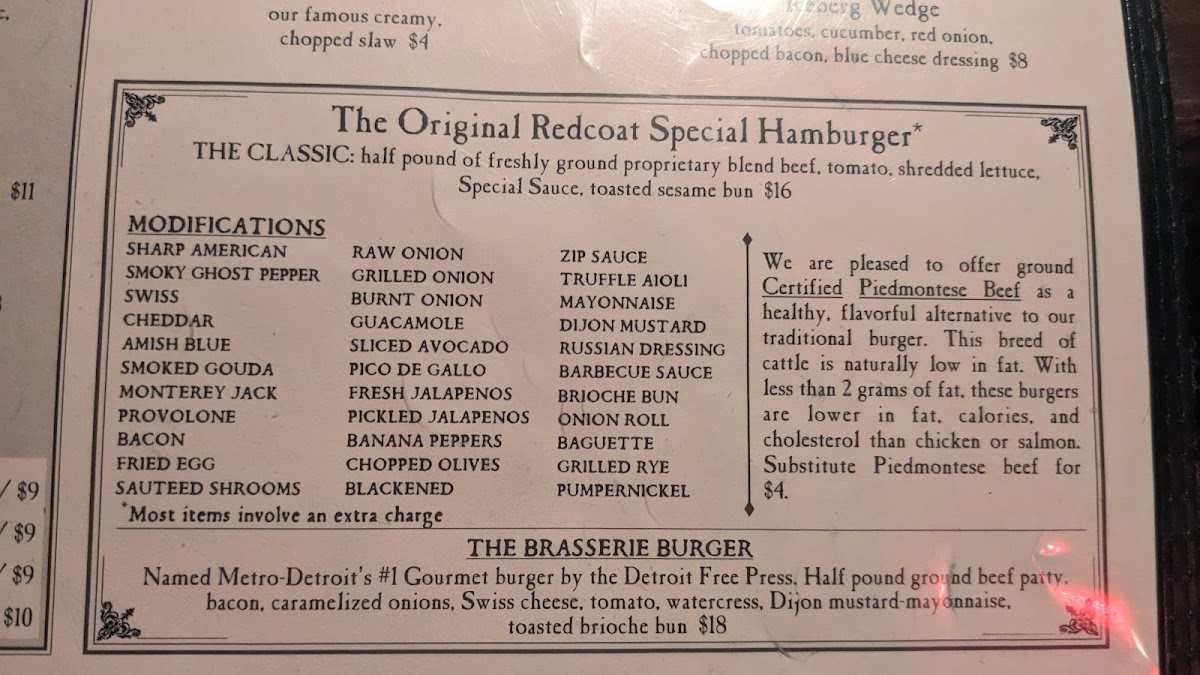 our famous creamy,
chopped slaw $4
Iceberg Wedge
tomatoes, cucumber, red onion,
chopped bacon, blue cheese dressing $8
$11
The Original Redcoat Special Hamburger*
THE CLASSIC: half pound of freshly ground proprietary blend beef, tomato, shredded lettuce,
Special Sauce, toasted sesame bun $16
MODIFICATIONS
SHARP AMERICAN
SMOKY GHOST PEPPER
SWISS
CHEDDAR
AMISH BLUE
SMOKED GOUDA
MONTEREY JACK
PROVOLONE
BACON
FRIED EGG
SAUTEED SHROOMS
RAW ONION
GRILLED ONION
BURNT ONION
GUACAMOLE
SLICED AVOCADO
PICO DE GALLO
FRESH JALAPENOS
PICKLED JALAPENOS
BANANA PEPPERS
CHOPPED OLIVES
BLACKENED
ZIP SAUCE
TRUFFLE AIOLI
MAYONNAISE
DIJON MUSTARD
RUSSIAN DRESSING
BARBECUE SAUCE
BRIOCHE BUN
ONION ROLL
BAGUETTE
GRILLED RYE
PUMPERNICKEL
*Most items involve an extra charge
We are pleased to offer ground
Certified Piedmontese Beef as a
healthy, flavorful alternative to our
traditional burger. This breed of
cattle is naturally low in fat. With
less than 2 grams of fat, these burgers
are lower in fat, calories, and
cholesterol than chicken or salmon.
Substitute Piedmontese beef for
$4.
THE BRASSERIE BURGER
Named Metro-Detroit's #1 Gourmet burger by the Detroit Free Press. Half pound ground beef patty,
bacon, caramelized onions, Swiss cheese, tomato, watercress, Dijon mustard-mayonnaise,
toasted brioche bun $18
/ $9
/ $9
/ $9
$10